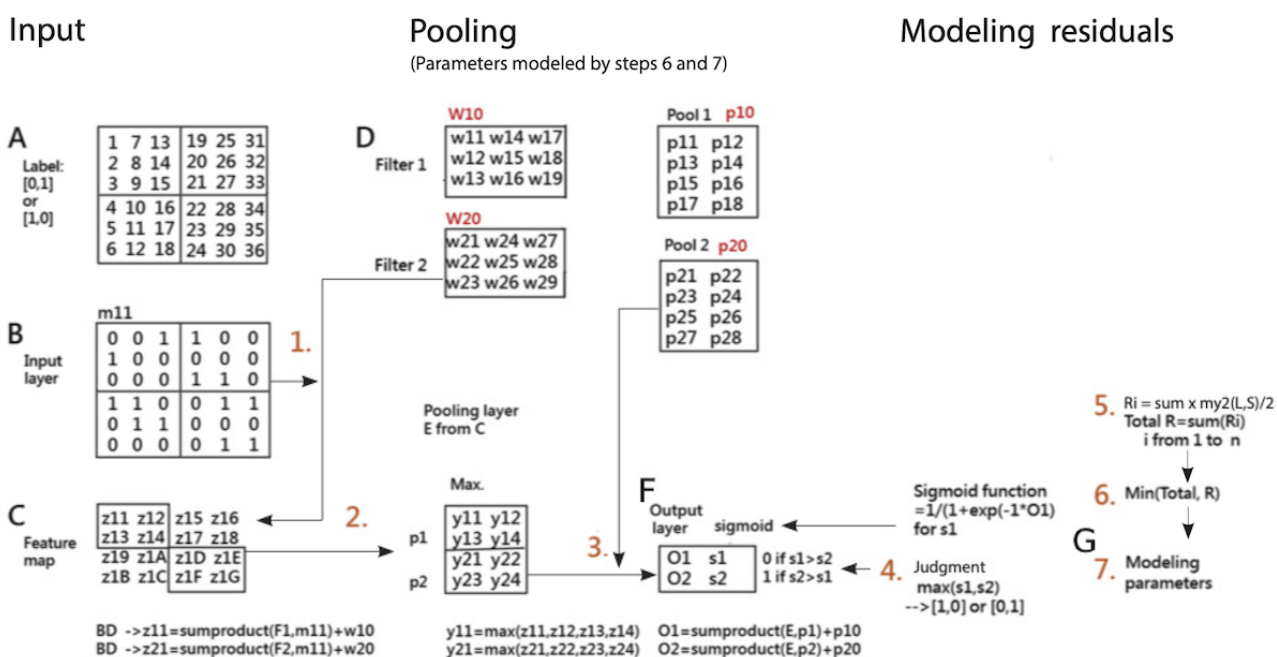 Input
Pooling
(Parameters modeled by steps 6 and 7)
Modeling residuals
A
Label:
[0,1]
or
[1,0]
1 7 13 19 25 31
2 8 14 20 26 32
3 9 15 21 27 33
4 10 16 22 28 34
5 11 17 23 29 35
6 12 18 24 30 36
D
W10
Filter 1
w11 w14 w17
w12 w15 w18
w13 w16 w19
W20
Filter 2
w21 w24 w27
w22 w25 w28
w23 w26 w29
Pool 1 p10
p11 p12
p13 p14
p15 p16
p17 p18
Pool 2 p20
p21 p22
p23 p24
p25 p26
p27 p28
m11
B
Input
layer
0 0 1 1 0 0
1 0 0 0 0 0
0 0 0 1 1 0
1 1 0 0 1 1
0 1 1 0 0 0
0 0 0 0 1 1
1.
Pooling layer
E from C
C
Feature
map
z11 z12 z15 z16
z13 z14 z17 z18
z19 z1A z1D z1E
z1B z1C z1F z1G
2.
Max.
p1
p2
y11 y12
y13 y14
y21 y22
y23 y24
3.
F
Output
layer
sigmoid
O1 s1
O2 s2
0 if s1>s2
1 if s2>s1
Sigmoid function
=1/(1+exp(-1*O1)
for s1
4. Judgment
max(s1,s2)
-->[1,0] or [0,1]
5. Ri = sum x my2(L,S)/2
Total R=sum(Ri)
i from 1 to n
6. Min(Total, R)
G
7. Modeling
parameters
BD ->z11=sumproduct(F1,m11)+w10
BD ->z21=sumproduct(F2,m11)+w20
y11=max(z11,z12,z13,z14)
y21=max(z21,z22,z23,z24)
O1=sumproduct(E,p1)+p10
O2=sumproduct(E,p2)+p20